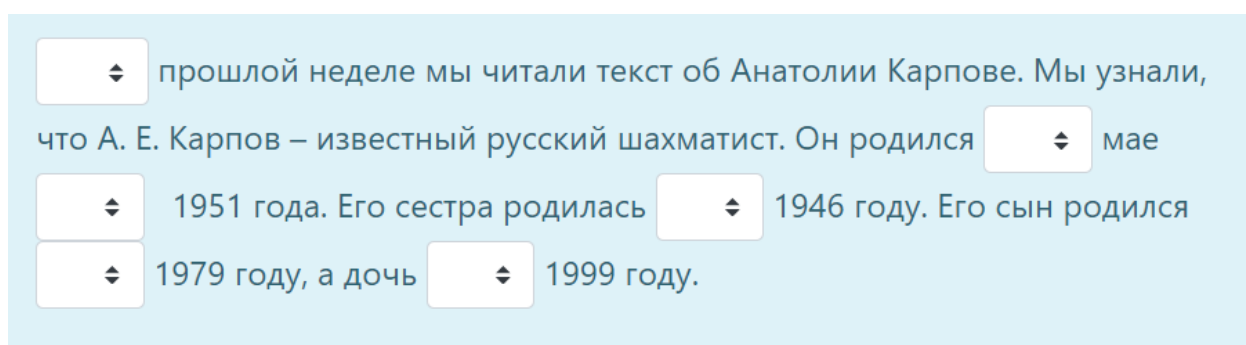 прошлой неделе мы читали текст об Анатолии Карпове. Мы узнали,
что А. Е. Карпов – известный русский шахматист. Он родился мае
1951 года. Его сестра родилась 1946 году. Его сын родился
1979 году, а дочь 1999 году.